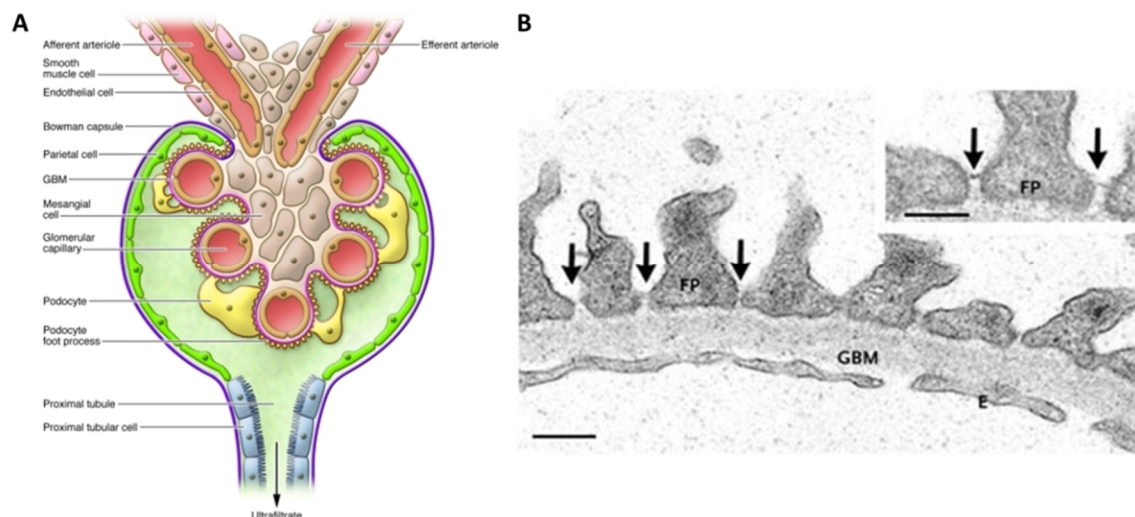 A
Afferent arteriole
Efferent arteriole
Smooth
muscle cell
Endothelial cell
Bowman capsule
Parietal cell
GBM
Mesangial
cell
Glomerular
capillary
Podocyte
Podocyte
foot process
Proximal tubule
Proximal tubular cell
Ultrafiltrate
B
FP
FP
GBM
E